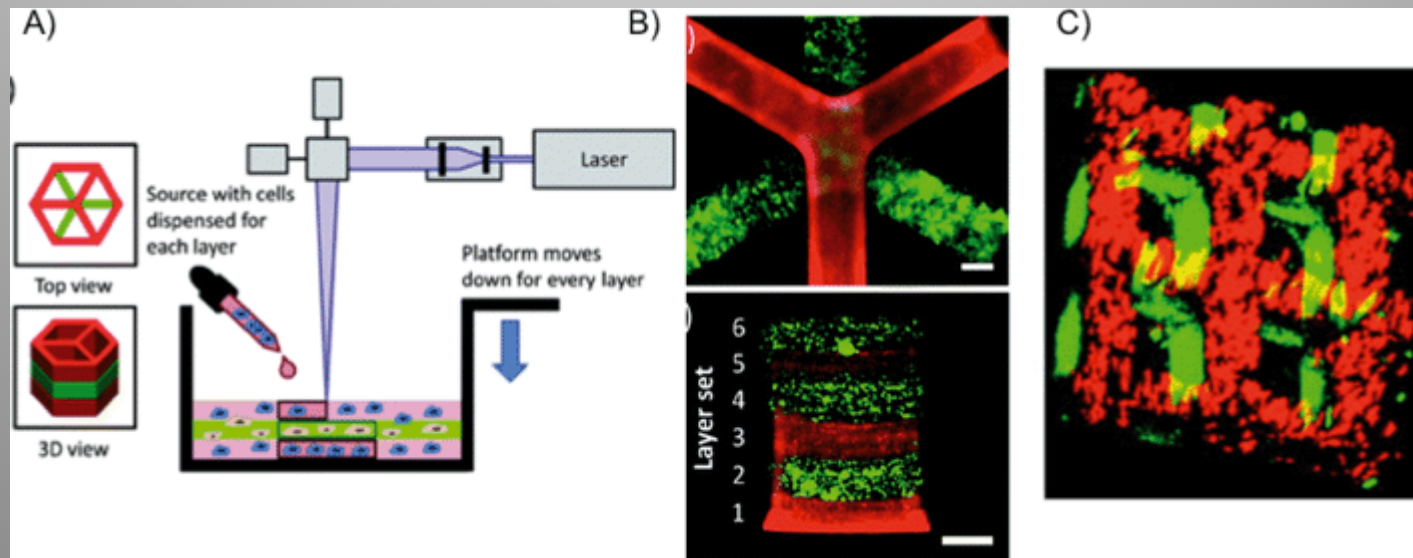 A)
B)
C)
)
Laser
Source with cells
dispensed for
each layer
Top view
Platform moves
down for every layer
3D view
)
)
Layer set
6
5
4
3
2
1